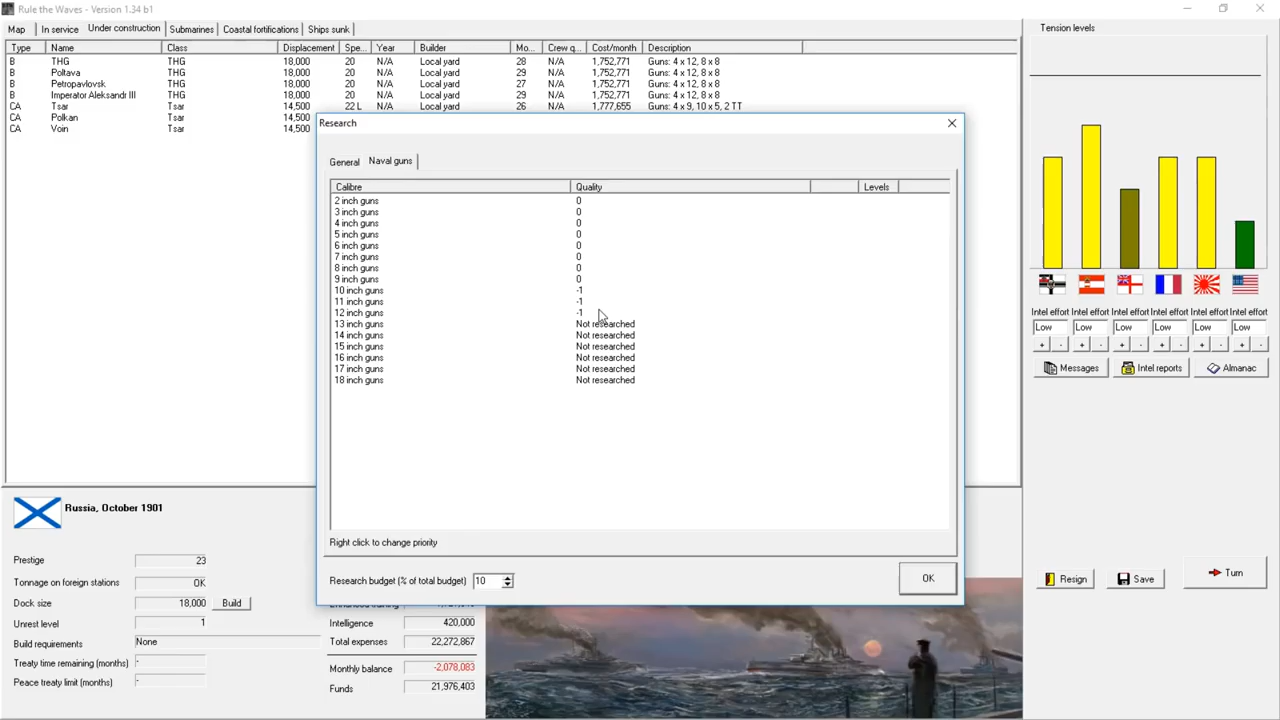 Rule the Waves - Version 1.34 b1
Map In service Under construction Submarines Coastal fortifications Ships sunk
Type Name Class Displacement Spe... Year Builder Mo... Crew q... Cost/month Description
B THG THG 18,000 20 N/A Local yard 28 N/A 1,752,771 Guns: 4 x 12, 8 x 8
B Poltava THG 18,000 20 N/A Local yard 29 N/A 1,752,771 Guns: 4 x 12, 8 x 8
B Petropavlovsk THG 18,000 20 N/A Local yard 27 N/A 1,752,771 Guns: 4 x 12, 8 x 8
B Imperator Aleksandr III THG 18,000 20 N/A Local yard 29 N/A 1,752,771 Guns: 4 x 12, 8 x 8
CA Tsar Tsar 14,500 22 L N/A Local yard 26 N/A 1,777,655 Guns: 4 x 9, 10 x 5, 2 TT
CA Polkan Tsar 14,500
CA Voin Tsar 14,500
Research
General Naval guns
Calibre Quality Levels
2 inch guns 0
3 inch guns 0
4 inch guns 0
5 inch guns 0
6 inch guns 0
7 inch guns 0
8 inch guns 0
9 inch guns 0
10 inch guns -1
11 inch guns -1
12 inch guns -1
13 inch guns Not researched
14 inch guns Not researched
15 inch guns Not researched
16 inch guns Not researched
17 inch guns Not researched
18 inch guns Not researched
Right click to change priority
Research budget (% of total budget) 10
OK
Tension levels
Intel effort Intel effort Intel effort Intel effort Intel effort Intel effort
Low Low Low Low Low Low
+ - + - + - + - + - + -
Messages Intel reports Almanac
Resign Save Turn
Russia, October 1901
Prestige 23
Tonnage on foreign stations OK
Dock size 18,000 Build
Unrest level 1
Build requirements None
Treaty time remaining (months) -
Peace treaty limit (months) -
Intelligence 420,000
Total expenses 22,272,867
Monthly balance -2,078,083
Funds 21,976,403